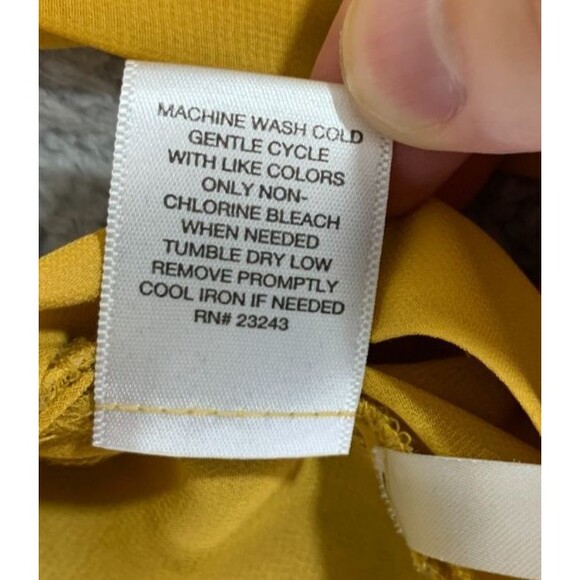 MACHINE WASH COLD
GENTLE CYCLE
WITH LIKE COLORS
ONLY NON-
CHLORINE BLEACH
WHEN NEEDED
TUMBLE DRY LOW
REMOVE PROMPTLY
COOL IRON IF NEEDED
RN# 23243